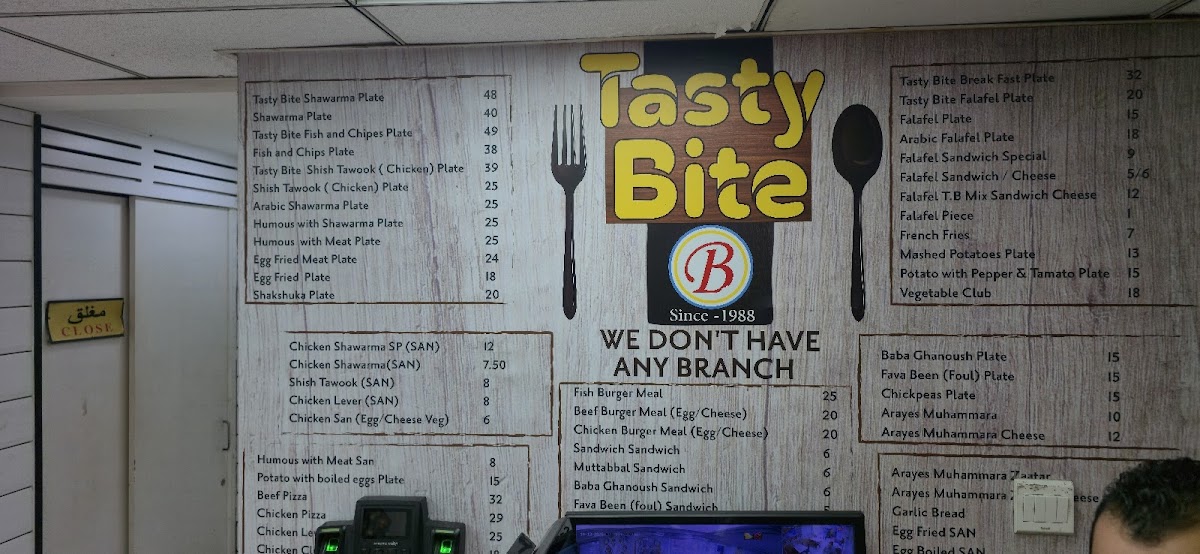 Tasty Bite Shawarma Plate 48
Shawarma Plate 40
Tasty Bite Fish and Chipes Plate 49
Fish and Chips Plate 38
Tasty Bite Shish Tawook ( Chicken) Plate 39
Shish Tawook ( Chicken) Plate 25
Arabic Shawarma Plate 25
Humous with Shawarma Plate 25
Humous with Meat Plate 25
Egg Fried Meat Plate 24
Egg Fried Plate 18
Shakshuka Plate 20
مغلق
CLOSE
Chicken Shawarma SP (SAN) 12
Chicken Shawarma(SAN) 7.50
Shish Tawook (SAN) 8
Chicken Lever (SAN) 8
Chicken San (Egg/Cheese Veg) 6
Humous with Meat San 8
Potato with boiled eggs Plate 15
Beef Pizza 32
Chicken Pizza 29
Chicken 25
Chicken
Tasty
Bite
B
Since -1988
WE DON'T HAVE
ANY BRANCH
Fish Burger Meal 25
Beef Burger Meal (Egg/Cheese) 20
Chicken Burger Meal (Egg/Cheese) 20
Sandwich Sandwich 6
Muttabbal Sandwich 6
Baba Ghanoush Sandwich 6
Fava Been (foul) Sandwich
Tasty Bite Break Fast Plate 32
Tasty Bite Falafel Plate 20
Falafel Plate 15
Arabic Falafel Plate 18
Falafel Sandwich Special 9
Falafel Sandwich / Cheese 5/6
Falafel T.B Mix Sandwich Cheese 12
Falafel Piece 1
French Fries 7
Mashed Potatoes Plate 13
Potato with Pepper & Tamato Plate 15
Vegetable Club 18
Baba Ghanoush Plate 15
Fava Been (Foul) Plate 15
Chickpeas Plate 15
Arayes Muhammara 10
Arayes Muhammara Cheese 12
Arayes Muhammara Zaatar
Arayes Muhammara
Garlic Bread
Egg Fried SAN
Egg Boiled SAN